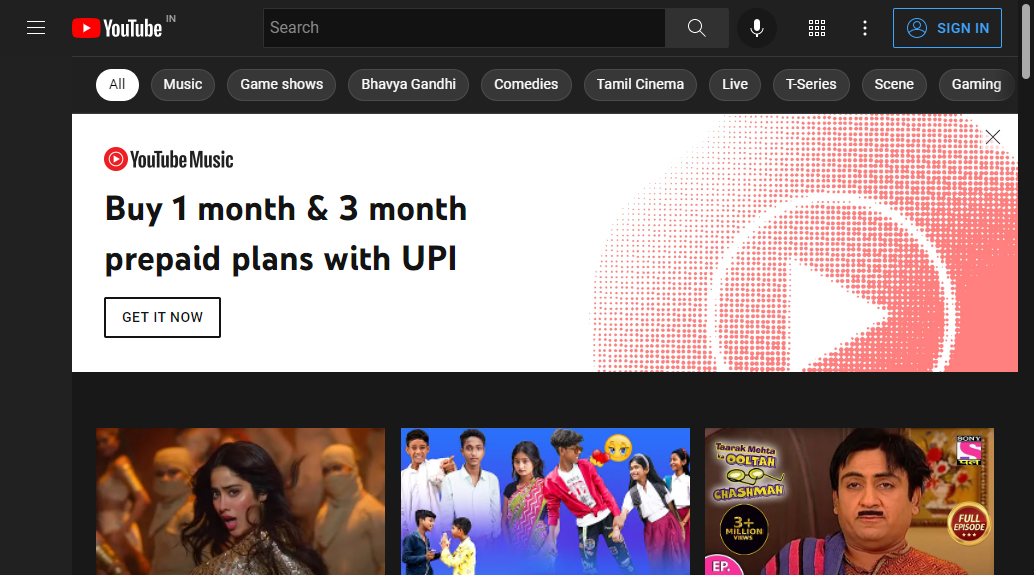 YouTube IN
Search
SIGN IN
All
Music
Game shows
Bhavya Gandhi
Comedies
Tamil Cinema
Live
T-Series
Scene
Gaming
YouTube Music
Buy 1 month & 3 month
prepaid plans with UPI
GET IT NOW
Taarak Mehta
Ka OOLTAH
CHASHMAH
3+
MILLION
VIEWS
EP.
SONY
FULL
EPISODE